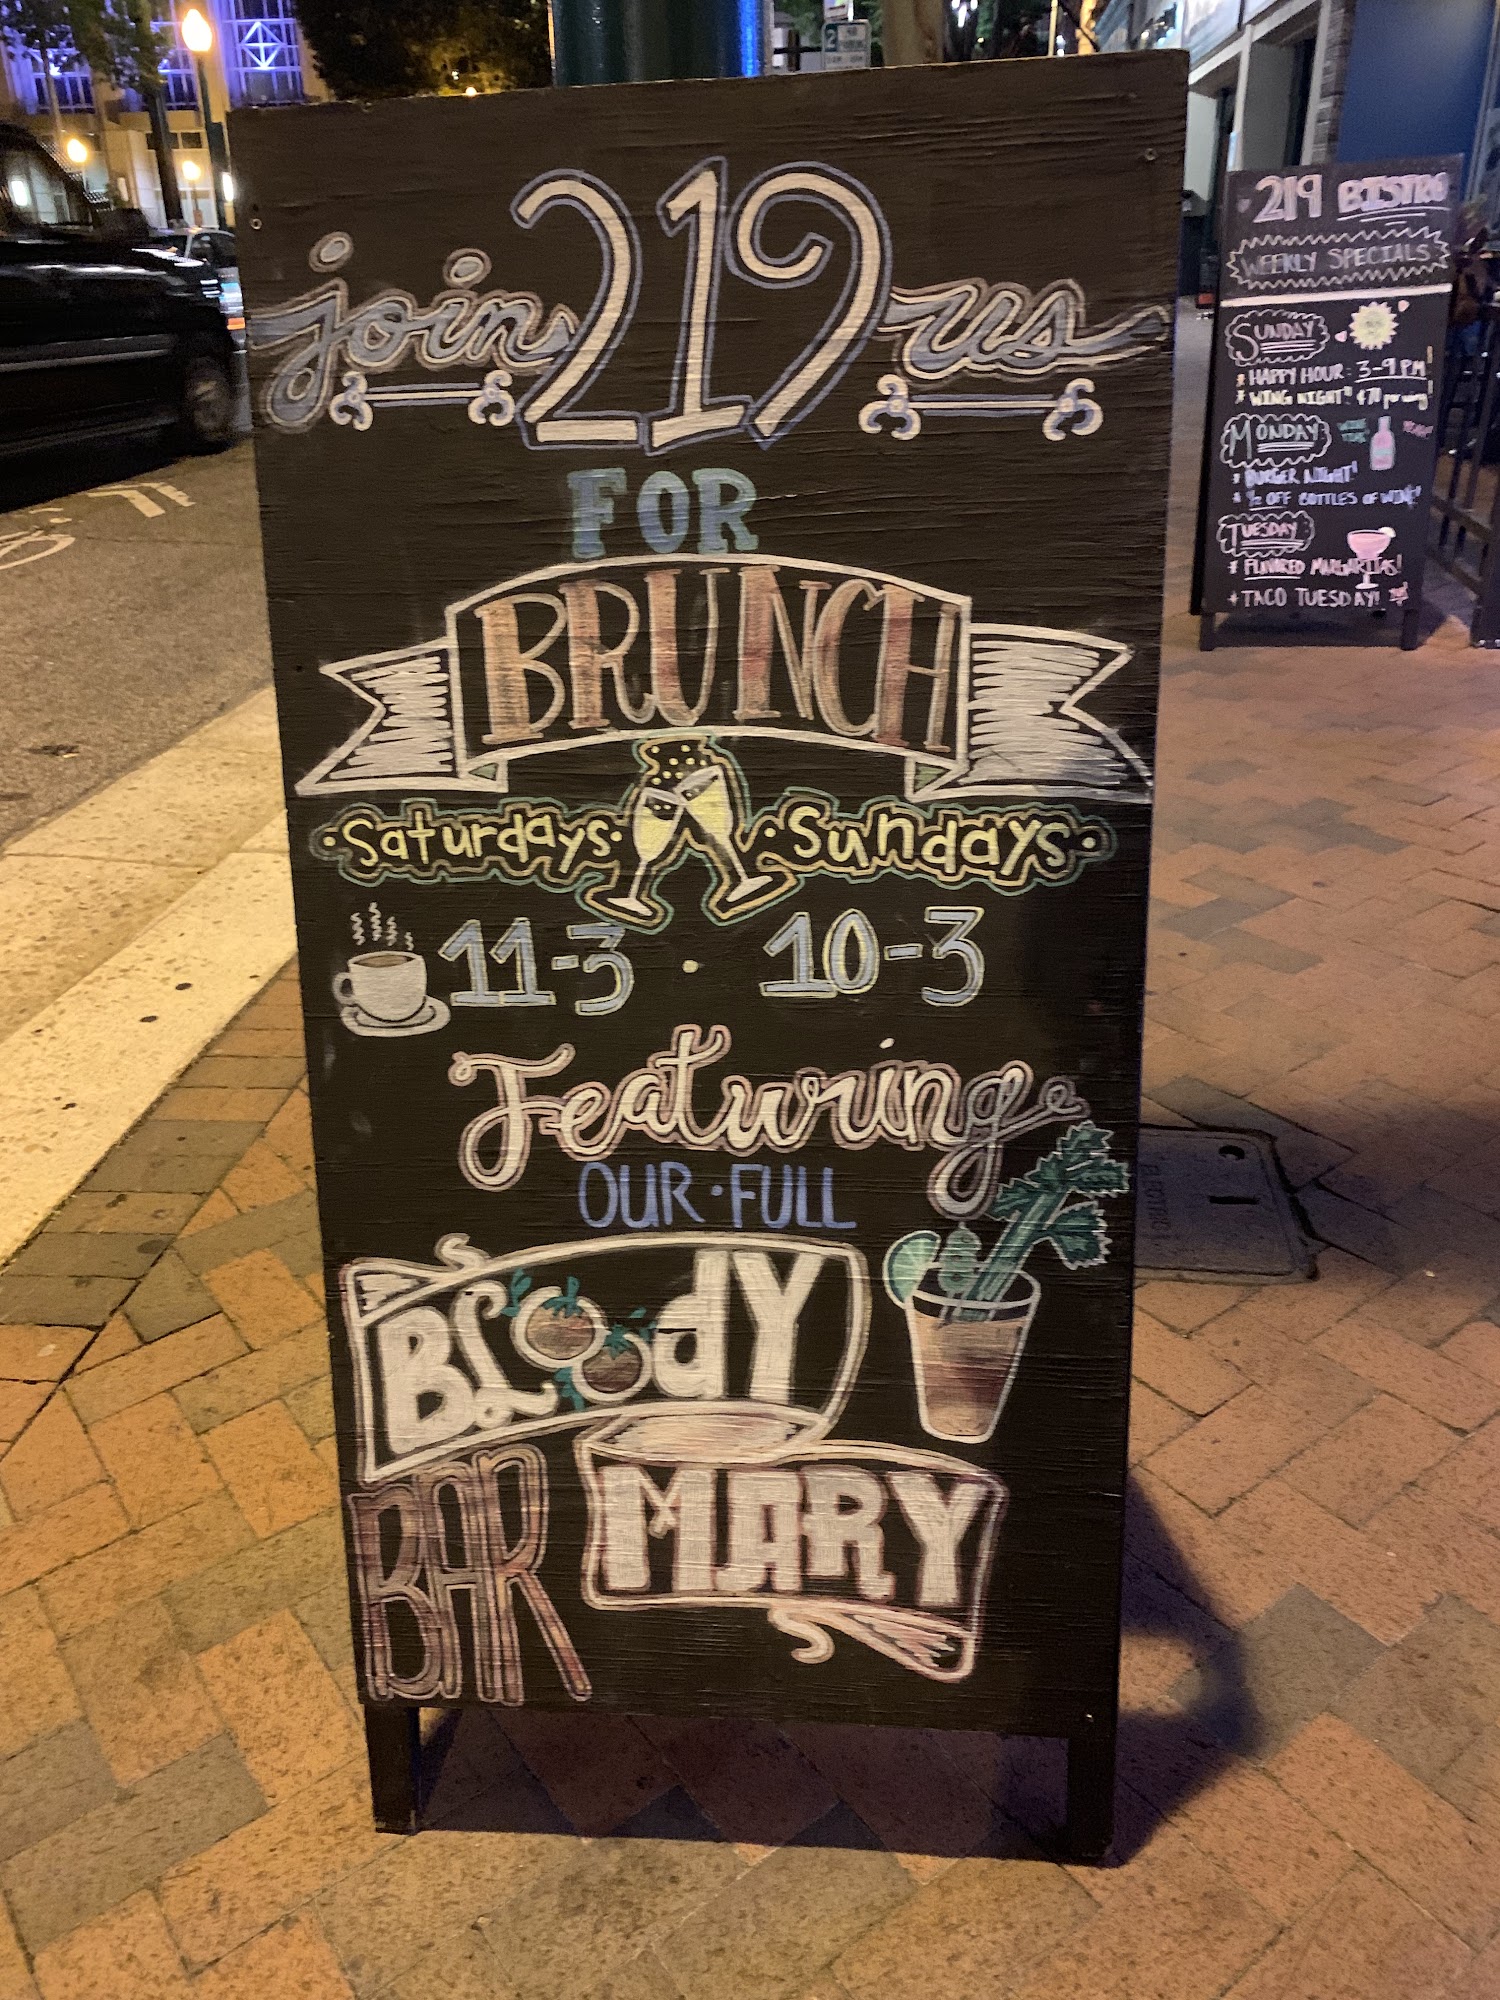 join 219 us
FOR
BRUNCH
Saturdays • Sundays
11-3 • 10-3
Featuring
OUR • FULL
BLOODY
BAR MARY
219 BISTRO
WEEKLY SPECIALS
SUNDAY
* HAPPY HOUR: 3-9 PM!
* WING NIGHT!
MONDAY
* BURGER NIGHT!
* 1/2 OFF BOTTLES OF WINE!
TUESDAY
* FLAVORED MARGARITAS!
* TACO TUESDAY!
ELECTRIC